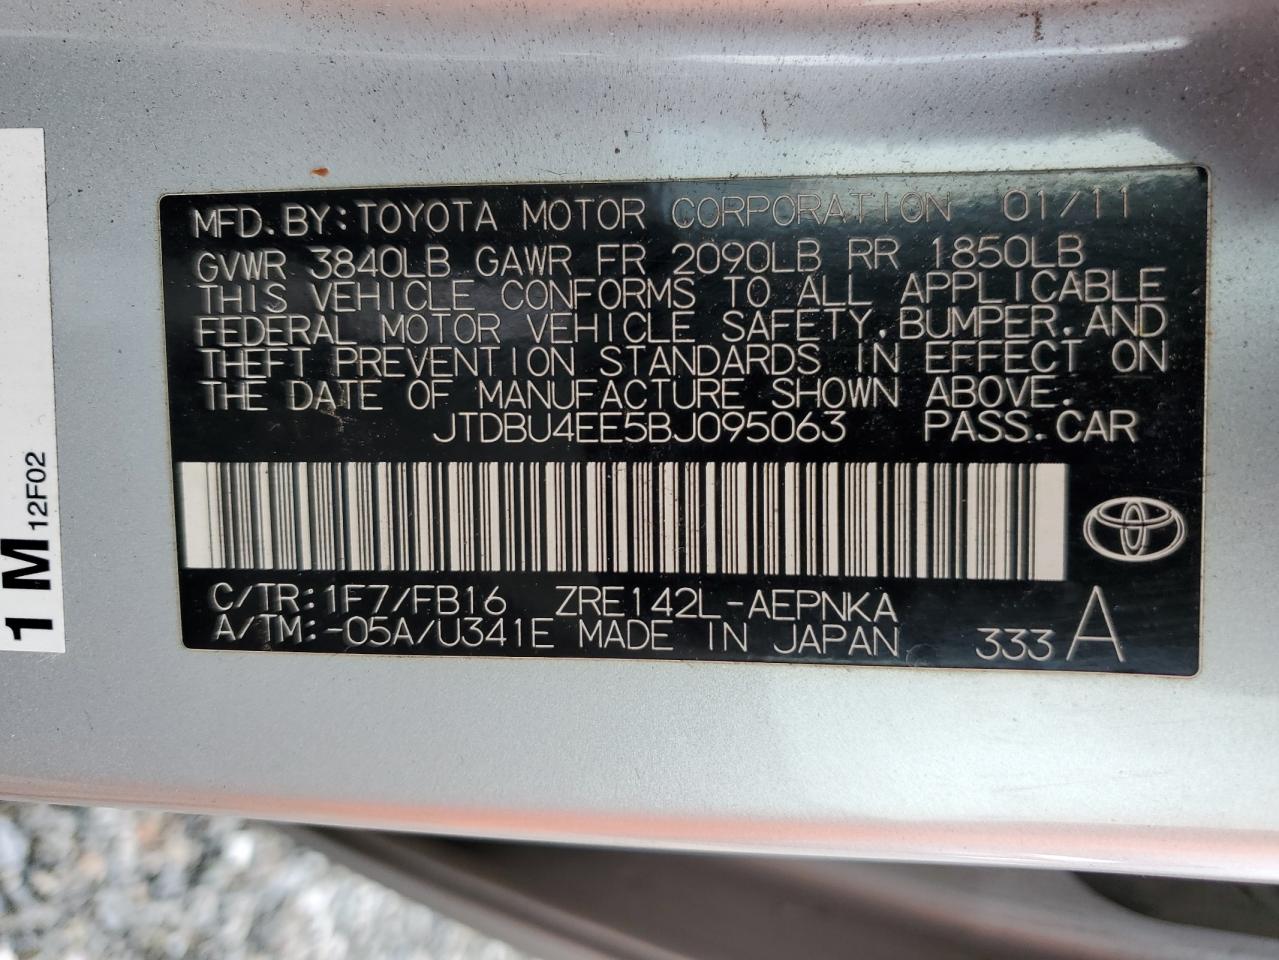 MFD. BY: TOYOTA MOTOR CORPORATION 01/11
GVWR 3840LB GAWR FR 2090LB RR 1850LB
THIS VEHICLE CONFORMS TO ALL APPLICABLE
FEDERAL MOTOR VEHICLE SAFETY, BUMPER, AND
THEFT PREVENTION STANDARDS IN EFFECT ON
THE DATE OF MANUFACTURE SHOWN ABOVE.
JTDBU4EE5BJ095063 PASS. CAR
C/TR: 1F7/FB16 ZRE142L-AEPNKA
A/TM: -05A/U341E MADE IN JAPAN 333 A
1 M 12F02